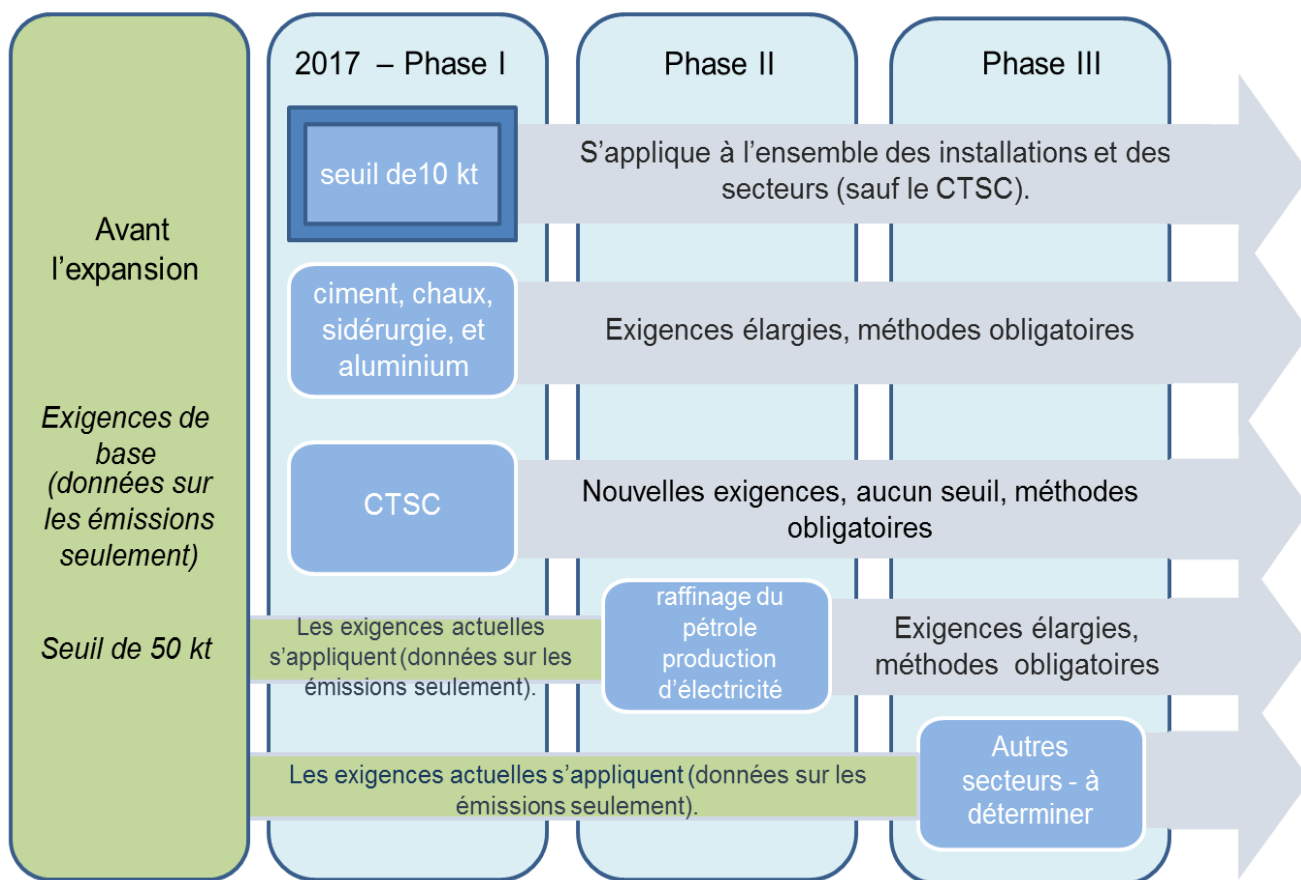 Avant
l'expansion
Exigences de
base
(données sur
les émissions
seulement)
Seuil de 50 kt
2017 – Phase I
Phase II
Phase III
seuil de10 kt
S'applique à l'ensemble des installations et des
secteurs (sauf le CTSC).
ciment, chaux,
sidérurgie, et
aluminium
Exigences élargies, méthodes obligatoires
CTSC
Nouvelles exigences, aucun seuil, méthodes
obligatoires
Les exigences actuelles
s'appliquent (données sur les
émissions seulement).
raffinage du
pétrole
production
d'électricité
Exigences élargies,
méthodes obligatoires
Les exigences actuelles s'appliquent (données sur les
émissions seulement).
Autres
secteurs - à
déterminer